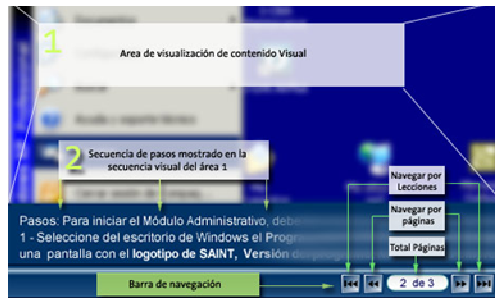 1
Area de visualización de contenido Visual
2
Secuencia de pasos mostrado en la
secuencia visual del área 1
Navegar por
Lecciones
Navegar por
páginas
Total Páginas
Pasos: Para iniciar el Módulo Administrativo,
1 - Seleccione del escritorio de Windows el
una pantalla con el logotipo de SAINT, Versión
Barra de navegación
2 de 3